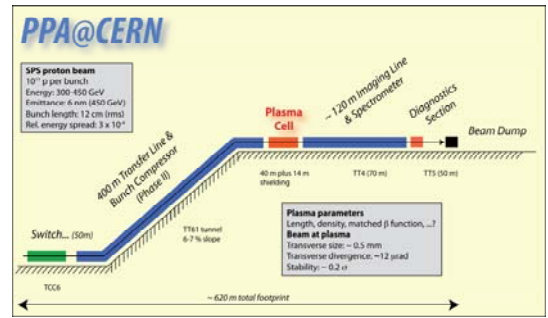 PPA@CERN
SPS proton beam
10¹¹ p per bunch
Energy: 300-450 GeV
Emittance: 6 nm (450 GeV)
Bunch length: 12 cm (rms)
Rel. energy spread: 3 x 10⁻⁴
400 m Transfer Line &
Bunch Compressor
(Phase II)
Plasma
Cell
~ 120 m Imaging Line
& Spectrometer
Diagnostics
Section
Beam Dump
40 m plus 14 m
shielding
TT4 (70 m)
TT5 (50 m)
Switch... (50m)
TT61 tunnel
6-7 % slope
Plasma parameters
Length, density, matched β function, ...?
Beam at plasma
Transverse size: ~ 0.5 mm
Transverse divergence: ~12 μrad
Stability: ~ 0.2 σ
TCC6
~ 620 m total footprint